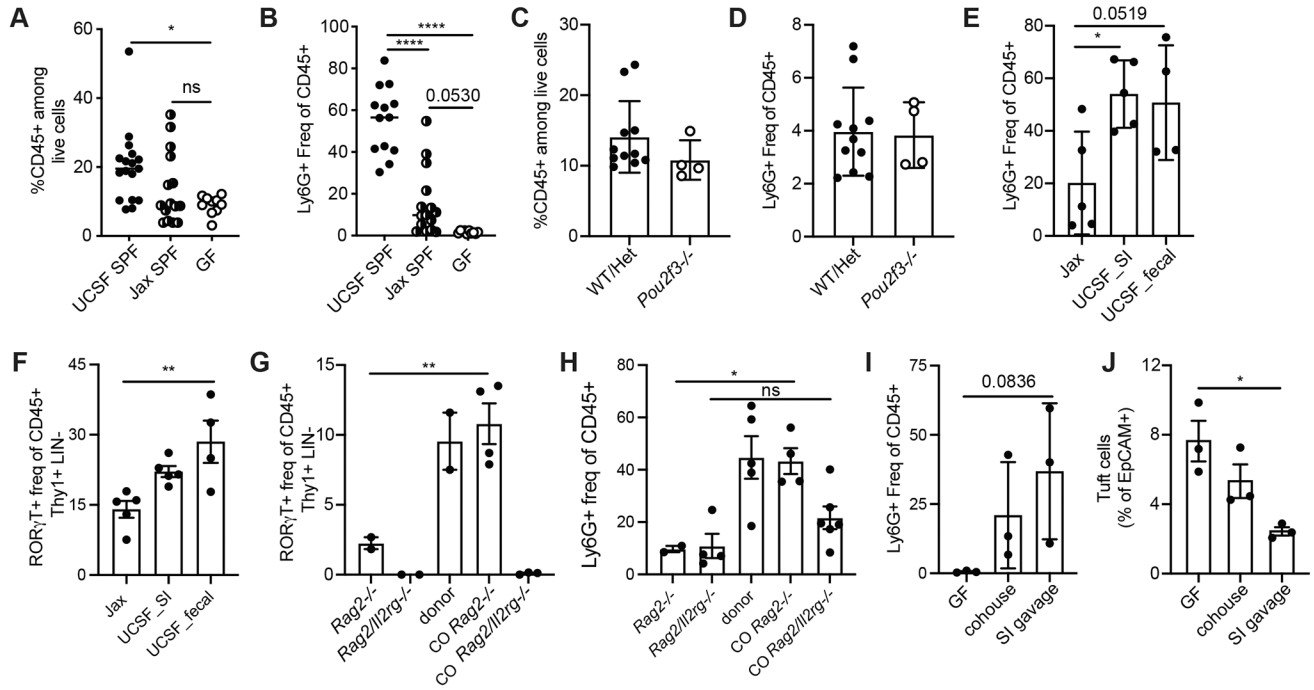 A
%CD45+ among
live cells
60
40
20
0
*
ns
UCSF SPF
Jax SPF
GF
B
Ly6G+ Freq of CD45+
100
80
60
40
20
0
****
****
0.0530
UCSF SPF
Jax SPF
GF
C
%CD45+ among live cells
30
20
10
0
WT/Het
Pou2f3-/-
D
Ly6G+ Freq of CD45+
8
6
4
2
0
WT/Het
Pou2f3-/-
E
Ly6G+ Freq of CD45+
80
60
40
20
0
0.0519
*
Jax
UCSF_SI
UCSF_fecal
F
RORγT+ freq of CD45+
Thy1+ LIN-
45
30
15
0
**
Jax
UCSF_SI
UCSF_fecal
G
RORγT+ freq of CD45+
Thy1+ LIN-
15
10
5
0
**
Rag2-/-
Rag2/Il2rg-/-
donor
CO Rag2-/-
CO Rag2/Il2rg-/-
H
Ly6G+ freq of CD45+
80
60
40
20
0
*
ns
Rag2-/-
Rag2/Il2rg-/-
donor
CO Rag2-/-
CO Rag2/Il2rg-/-
I
Ly6G+ Freq of CD45+
75
50
25
0
0.0836
GF
cohouse
SI gavage
J
Tuft cells
(% of EpCAM+)
12
8
4
0
*
GF
cohouse
SI gavage